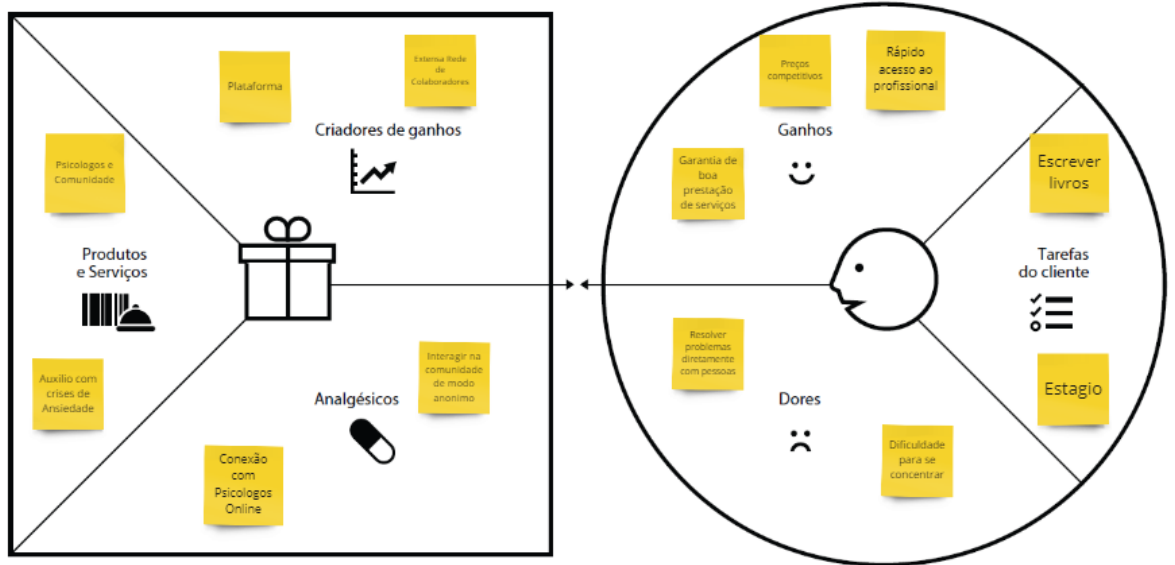 Plataforma
Extensa Rede
de
Colaboradores
Criadores de ganhos
Psicologos e
Comunidade
Produtos
e Serviços
Auxilio com
crises de
Ansiedade
Analgésicos
Interagir na
comunidade
de modo
anonimo
Conexão
com
Psicologos
Online
Preços
competitivos
Rápido
acesso ao
profissional
Ganhos
Garantia de
boa
prestação
de serviços
Escrever
livros
Tarefas
do cliente
Estagio
Resolver
problemas
diretamente
com pessoas
Dores
Dificuldade
para se
concentrar